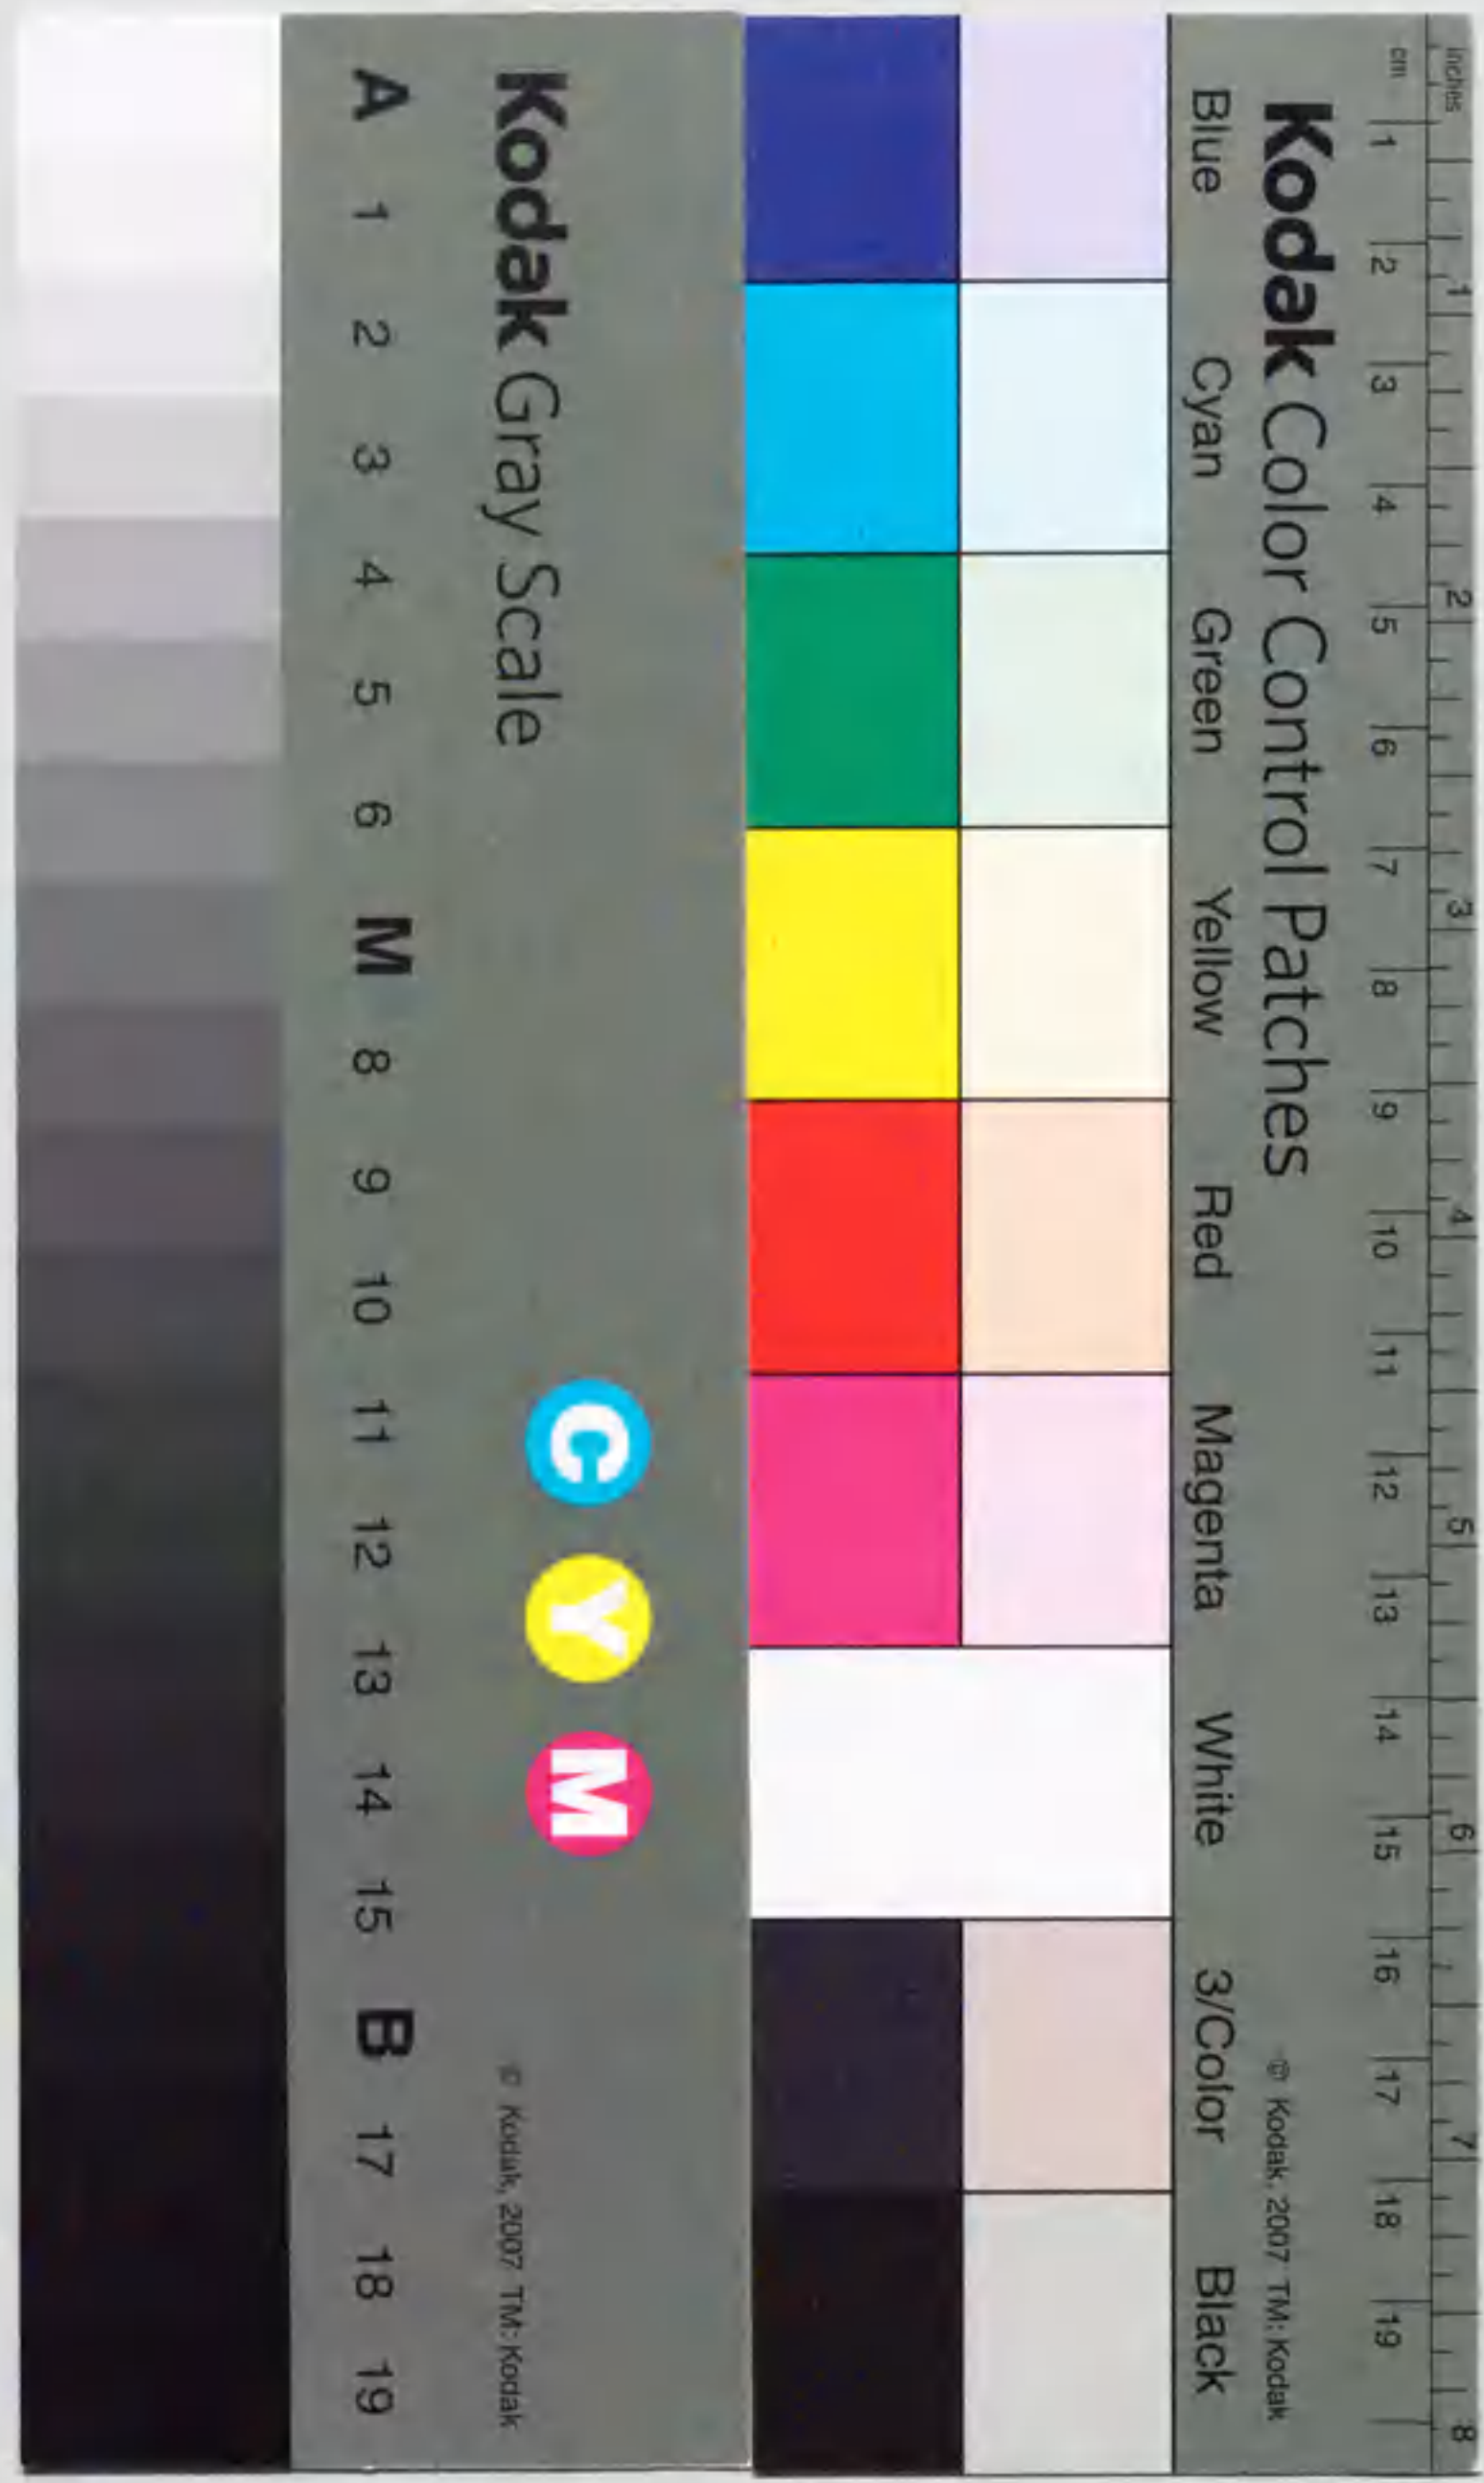 inches 1 2 3 4 5 6 7 8
cm 1 2 3 4 5 6 7 8 9 10 11 12 13 14 15 16 17 18 19
Kodak Color Control Patches
© Kodak, 2007 TM: Kodak
Blue Cyan Green Yellow Red Magenta White 3/Color Black
Kodak Gray Scale
C Y M
© Kodak, 2007 TM: Kodak
A 1 2 3 4 5 6 M 8 9 10 11 12 13 14 15 B 17 18 19